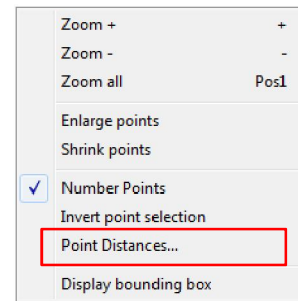 Zoom + +
Zoom - -
Zoom all Pos1
Enlarge points
Shrink points
Number Points
Invert point selection
Point Distances...
Display bounding box